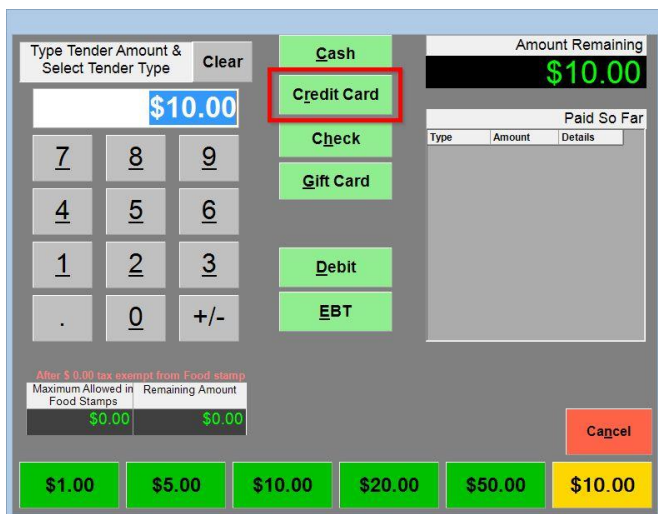 Type Tender Amount &
Select Tender Type
Clear
$10.00
7 8 9
4 5 6
1 2 3
. 0 +/-
Cash
Credit Card
Check
Gift Card
Debit
EBT
Amount Remaining
$10.00
Paid So Far
Type Amount Details
After $ 0.00 tax exempt from Food stamp
Maximum Allowed in
Food Stamps
Remaining Amount
$0.00 $0.00
Cancel
$1.00 $5.00 $10.00 $20.00 $50.00 $10.00